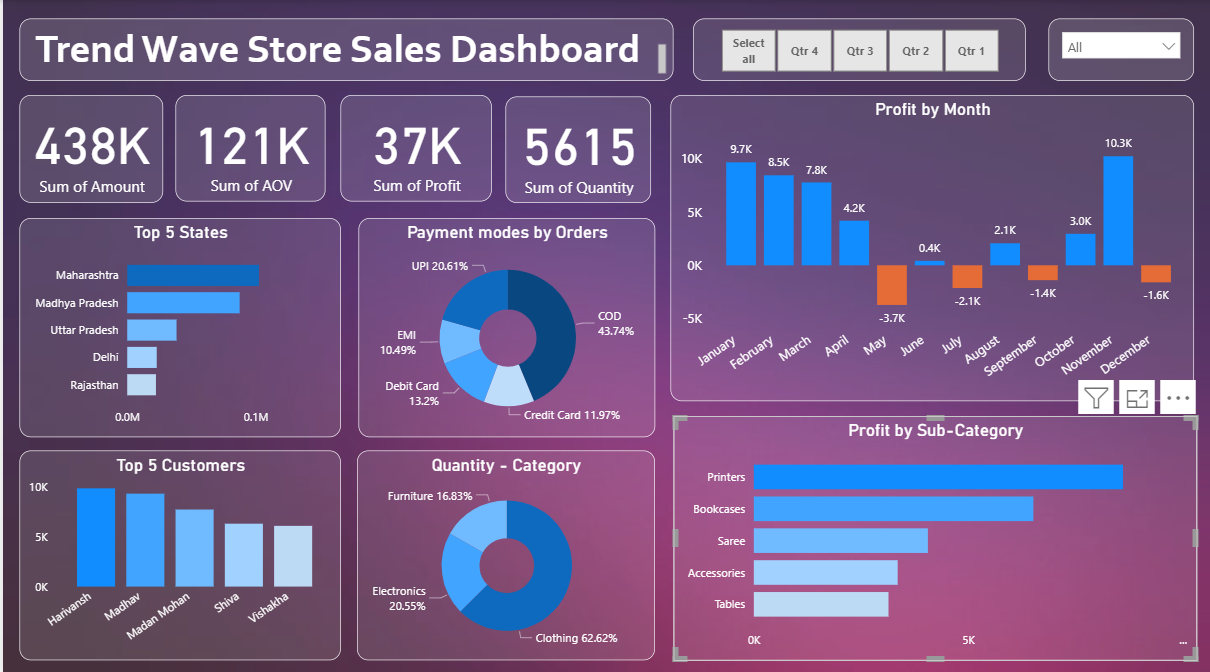 Trend Wave Store Sales Dashboard
Select all
Qtr 4
Qtr 3
Qtr 2
Qtr 1
All
438K
Sum of Amount
121K
Sum of AOV
37K
Sum of Profit
5615
Sum of Quantity
Profit by Month
10K
5K
0K
-5K
9.7K
8.5K
7.8K
4.2K
-3.7K
0.4K
-2.1K
2.1K
-1.4K
3.0K
10.3K
-1.6K
January
February
March
April
May
June
July
August
September
October
November
December
Top 5 States
Maharashtra
Madhya Pradesh
Uttar Pradesh
Delhi
Rajasthan
0.0M
0.1M
Payment modes by Orders
UPI 20.61%
COD
43.74%
EMI
10.49%
Debit Card
13.2%
Credit Card 11.97%
Top 5 Customers
10K
5K
0K
Harivansh
Madhav
Madan Mohan
Shiva
Vishakha
Quantity - Category
Furniture 16.83%
Electronics
20.55%
Clothing 62.62%
Profit by Sub-Category
Printers
Bookcases
Saree
Accessories
Tables
0K
5K
...